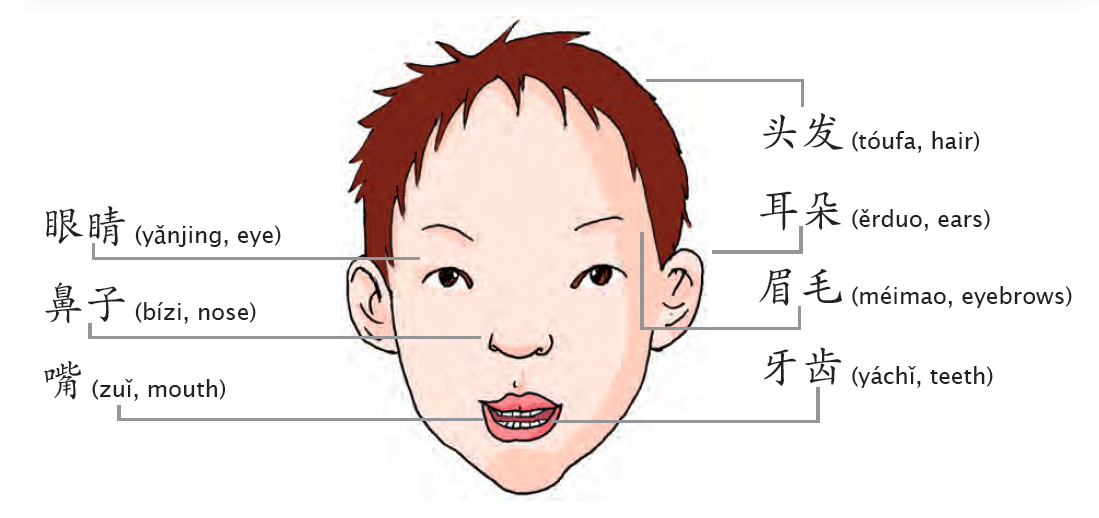 头发 (tóufa, hair)
眼睛 (yǎnjing, eye)
耳朵 (ěrduo, ears)
鼻子 (bízi, nose)
眉毛 (méimao, eyebrows)
嘴 (zuǐ, mouth)
牙齿 (yáchǐ, teeth)